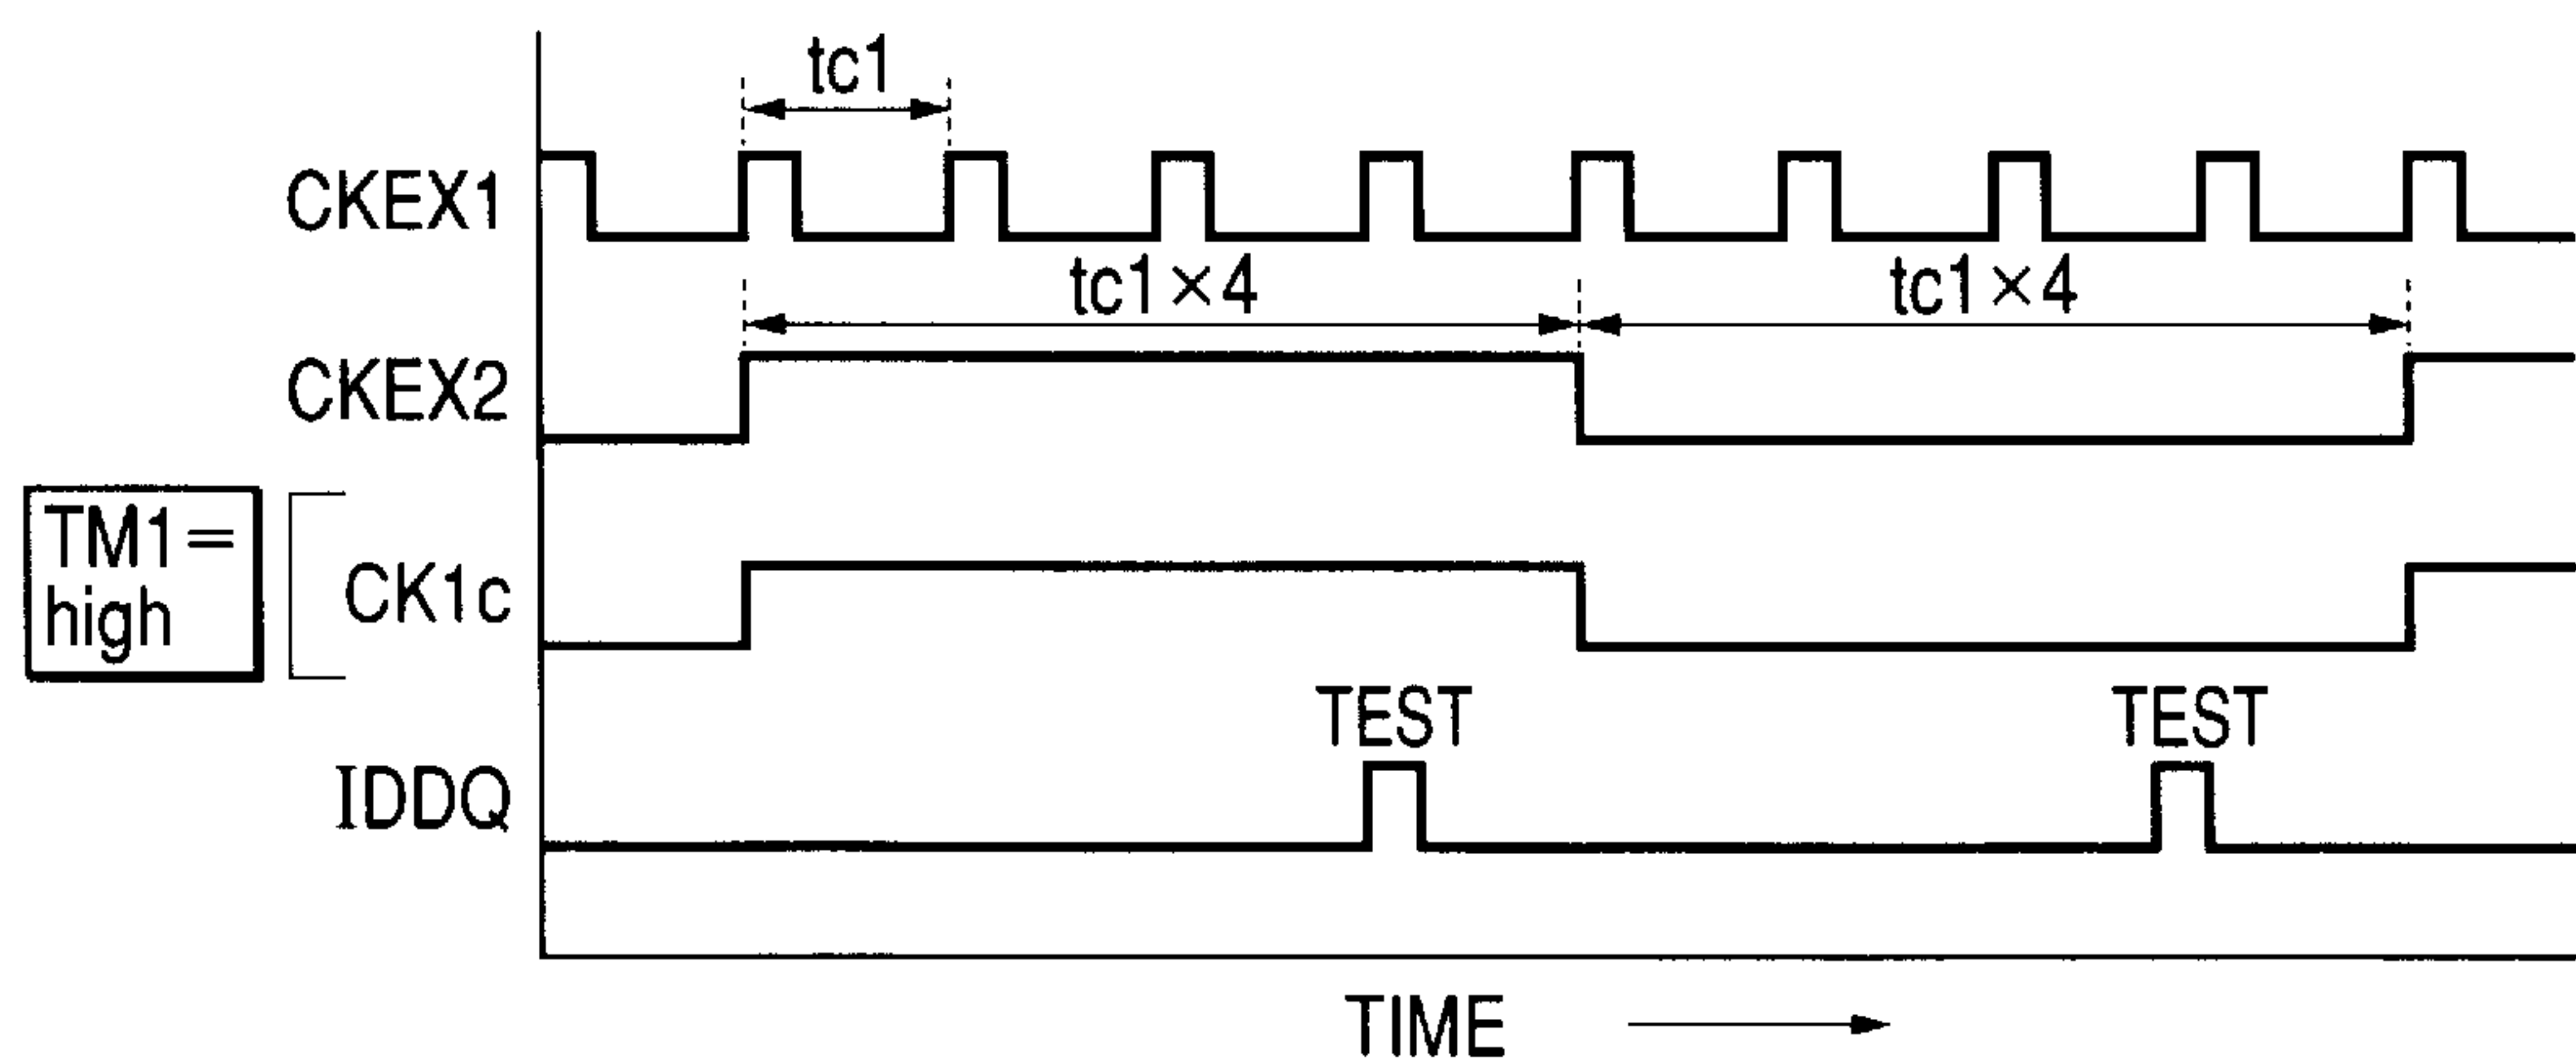 tc1
CKEX1
tc1×4 tc1×4
CKEX2
TM1=
high
CK1c
TEST TEST
IDDQ
TIME